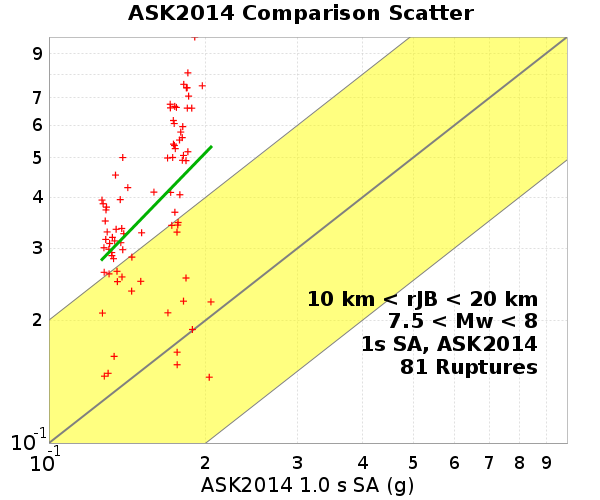 ASK2014 Comparison Scatter
9
7
6
5
4
3
2
10 km < rJB < 20 km
7.5 < Mw < 8
1s SA, ASK2014
81 Ruptures
10-1
10-1 2 3 4 5 6 7 8 9
ASK2014 1.0 s SA (g)